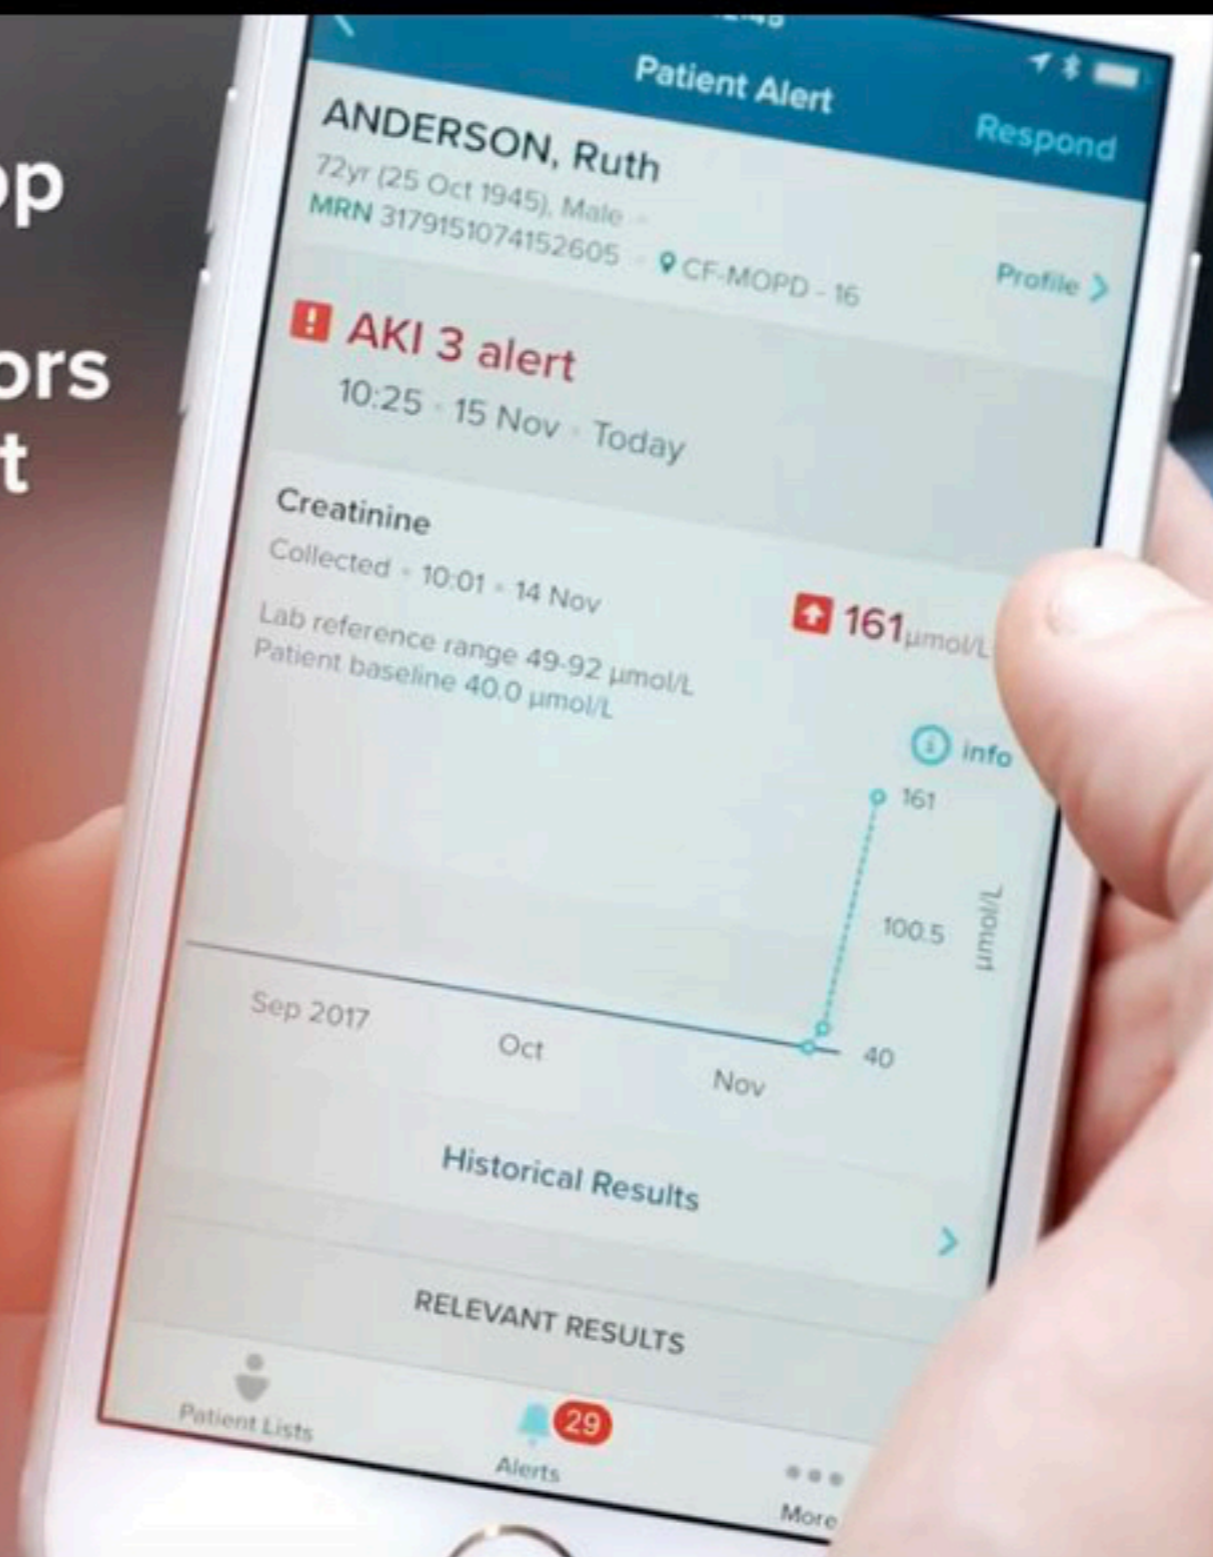 Patient Alert
Respond
ANDERSON, Ruth
72yr (25 Oct 1945), Male
MRN 3179151074152605 CF-MOPD - 16
Profile
! AKI 3 alert
10:25 • 15 Nov • Today
Creatinine
Collected • 10:01 • 14 Nov
161 µmol/L
Lab reference range 49-92 µmol/L
Patient baseline 40.0 µmol/L
info
161
100.5
µmol/L
40
Sep 2017
Oct
Nov
Historical Results
RELEVANT RESULTS
Patient Lists
29
Alerts
More